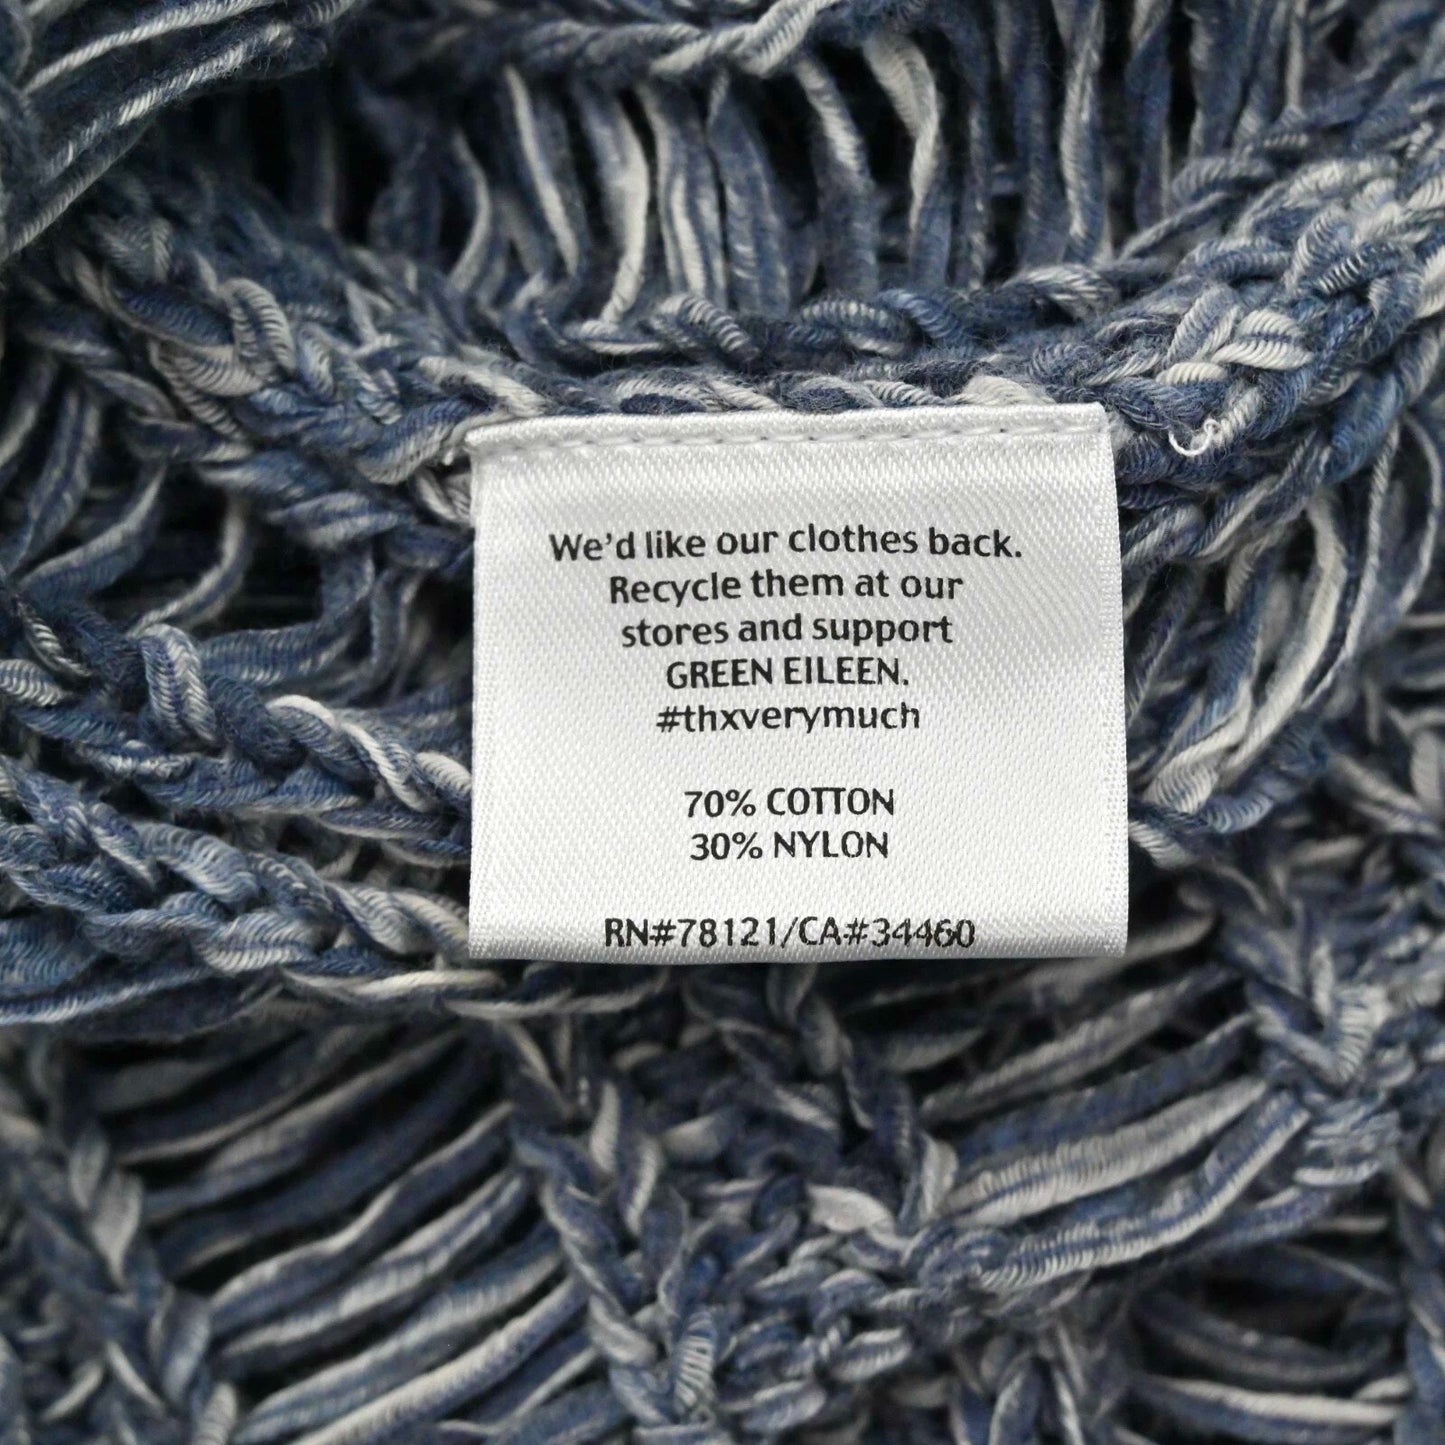 We'd like our clothes back.
Recycle them at our
stores and support
GREEN EILEEN.
#thxverymuch
70% COTTON
30% NYLON
RN#78121/CA#34460